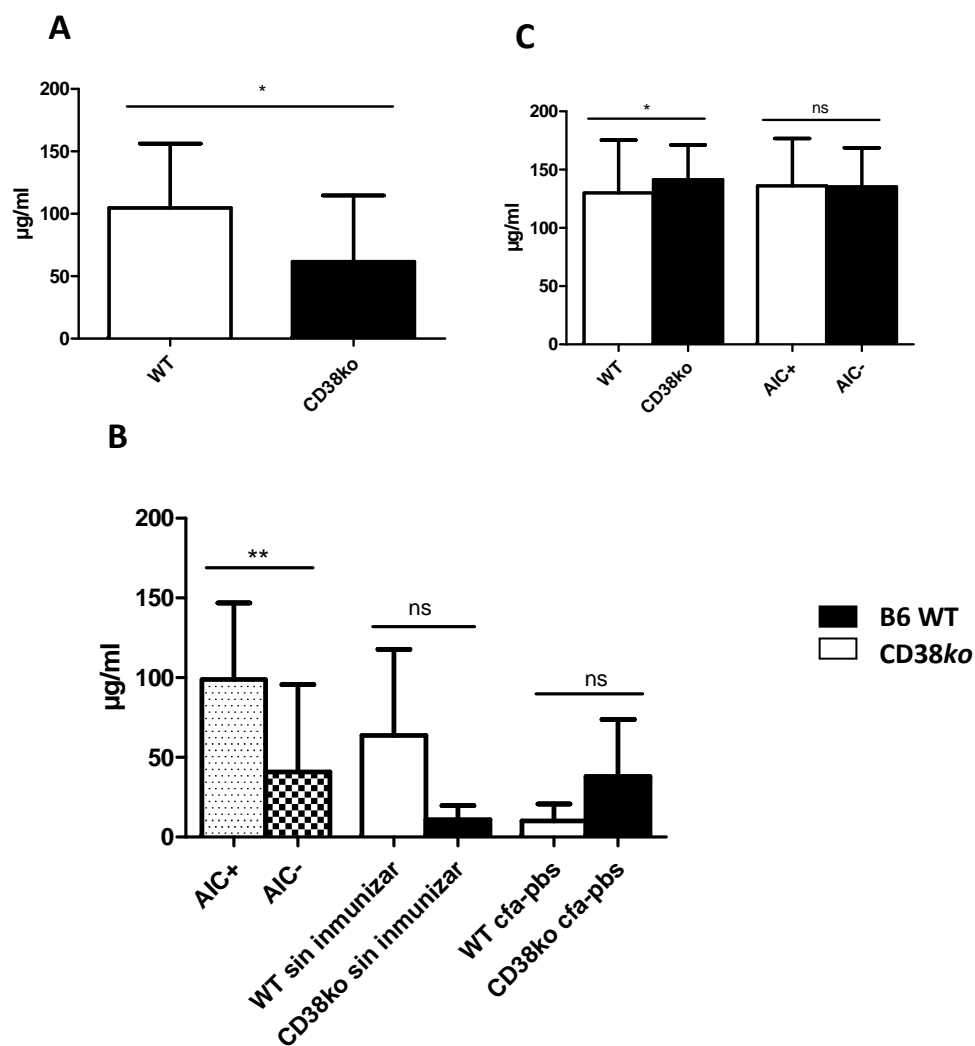 A
200
150
100
50
0
µg/ml
*
WT
CD38ko
C
200
150
100
50
0
µg/ml
*
ns
WT
CD38ko
AIC+
AIC-
B
200
150
100
50
0
µg/ml
**
ns
ns
AIC+
AIC-
WT sin inmunizar
CD38ko sin inmunizar
WT cfa-pbs
CD38ko cfa-pbs
B6 WT
CD38ko